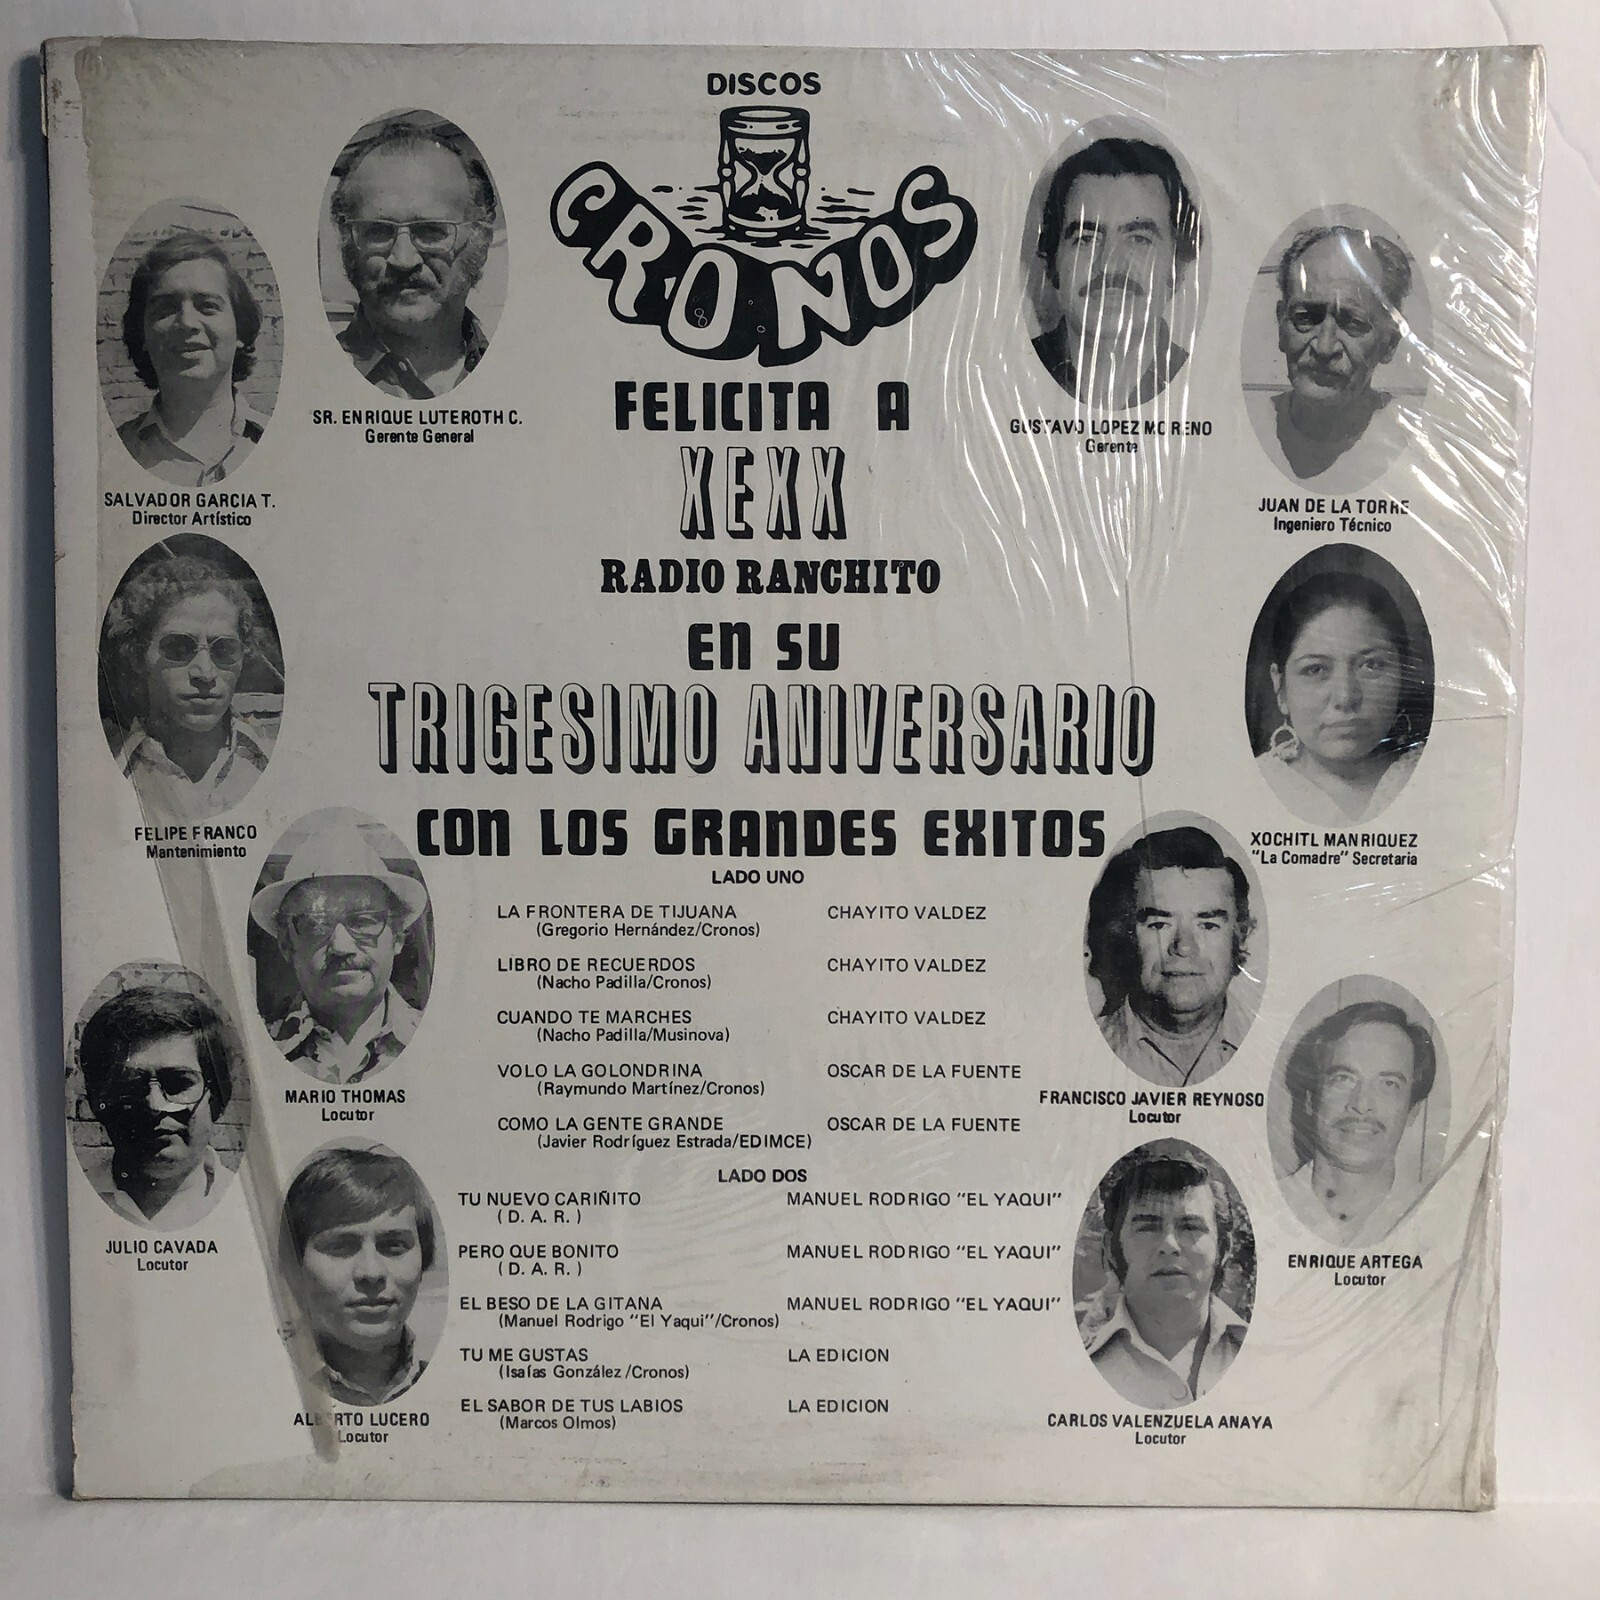 DISCOS
CRONOS
FELICITA A
XEXX
RADIO RANCHITO
EN SU
TRIGESIMO ANIVERSARIO
CON LOS GRANDES EXITOS
SALVADOR GARCIA T.
Director Artístico
SR. ENRIQUE LUTEROTH C.
Gerente General
GUSTAVO LOPEZ MORENO
Gerente
JUAN DE LA TORRE
Ingeniero Técnico
FELIPE FRANCO
Mantenimiento
XOCHITL MANRIQUEZ
"La Comadre" Secretaria
MARIO THOMAS
Locutor
FRANCISCO JAVIER REYNOSO
Locutor
JULIO CAVADA
Locutor
ENRIQUE ARTEGA
Locutor
ALBERTO LUCERO
Locutor
CARLOS VALENZUELA ANAYA
Locutor
LADO UNO
LA FRONTERA DE TIJUANA CHAYITO VALDEZ
(Gregorio Hernández/Cronos)
LIBRO DE RECUERDOS CHAYITO VALDEZ
(Nacho Padilla/Cronos)
CUANDO TE MARCHES CHAYITO VALDEZ
(Nacho Padilla/Musinova)
VOLO LA GOLONDRINA OSCAR DE LA FUENTE
(Raymundo Martínez/Cronos)
COMO LA GENTE GRANDE OSCAR DE LA FUENTE
(Javier Rodríguez Estrada/EDIMCE)
LADO DOS
TU NUEVO CARIÑITO MANUEL RODRIGO "EL YAQUI"
( D. A. R. )
PERO QUE BONITO MANUEL RODRIGO "EL YAQUI"
( D. A. R. )
EL BESO DE LA GITANA MANUEL RODRIGO "EL YAQUI"
(Manuel Rodrigo "El Yaqui"/Cronos)
TU ME GUSTAS LA EDICION
(Isaías González /Cronos)
EL SABOR DE TUS LABIOS LA EDICION
(Marcos Olmos)